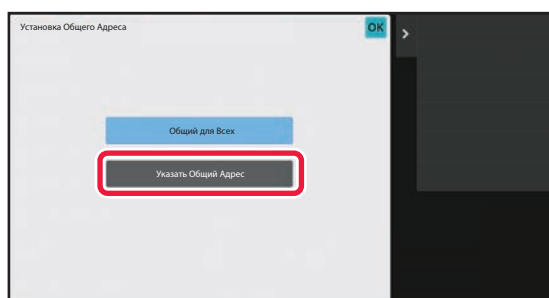 Установка Общего Адреса
OK
Общий для Всех
Указать Общий Адрес